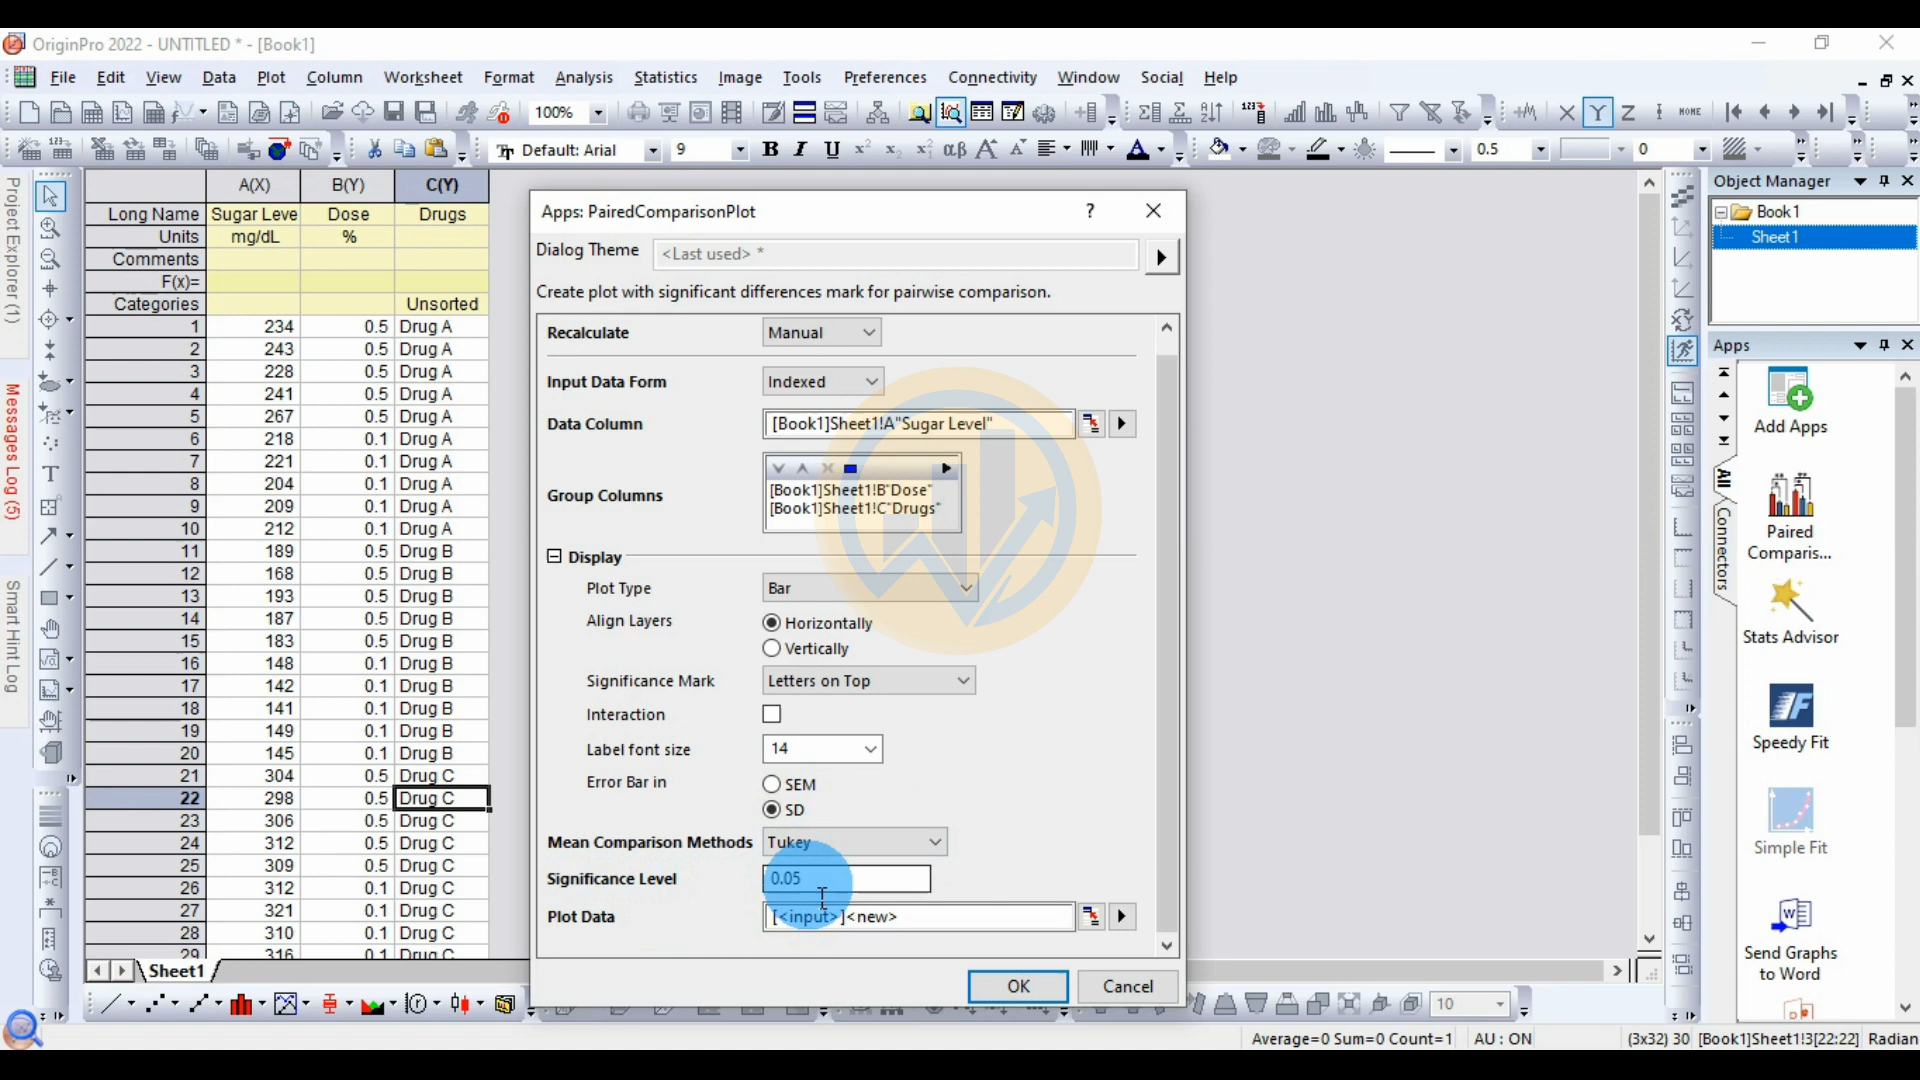 OriginPro 2022 - UNTITLED * - [Book1]
File Edit View Data Plot Column Worksheet Format Analysis Statistics Image Tools Preferences Connectivity Window Social Help
100%
X Y Z HOME
Default: Arial 9 B I U αβ A A 0.5 0
Project Explorer (1)
Messages Log (5)
Smart Hint Log
A(X) B(Y) C(Y)
Long Name Sugar Leve Dose Drugs
Units mg/dL %
Comments
F(x)=
Categories Unsorted
1 234 0.5 Drug A
2 243 0.5 Drug A
3 228 0.5 Drug A
4 241 0.5 Drug A
5 267 0.5 Drug A
6 218 0.1 Drug A
7 221 0.1 Drug A
8 204 0.1 Drug A
9 209 0.1 Drug A
10 212 0.1 Drug A
11 189 0.5 Drug B
12 168 0.5 Drug B
13 193 0.5 Drug B
14 187 0.5 Drug B
15 183 0.5 Drug B
16 148 0.1 Drug B
17 142 0.1 Drug B
18 141 0.1 Drug B
19 149 0.1 Drug B
20 145 0.1 Drug B
21 304 0.5 Drug C
22 298 0.5 Drug C
23 306 0.5 Drug C
24 312 0.5 Drug C
25 309 0.5 Drug C
26 312 0.1 Drug C
27 321 0.1 Drug C
28 310 0.1 Drug C
29 316 0.1 Drug C
Sheet1
Apps: PairedComparisonPlot ?
Dialog Theme <Last used> *
Create plot with significant differences mark for pairwise comparison.
Recalculate Manual
Input Data Form Indexed
Data Column [Book1]Sheet1!A"Sugar Level"
Group Columns
[Book1]Sheet1!B"Dose"
[Book1]Sheet1!C"Drugs"
Display
Plot Type Bar
Align Layers Horizontally
Vertically
Significance Mark Letters on Top
Interaction
Label font size 14
Error Bar in SEM
SD
Mean Comparison Methods Tukey
Significance Level 0.05
Plot Data [<input>]<new>
OK Cancel
Object Manager
Book1
Sheet1
Apps
All
Connectors
Add Apps
Paired
Comparis...
Stats Advisor
Speedy Fit
Simple Fit
Send Graphs
to Word
10
Average=0 Sum=0 Count=1 AU : ON (3x32) 30 [Book1]Sheet1!3[22:22] Radian